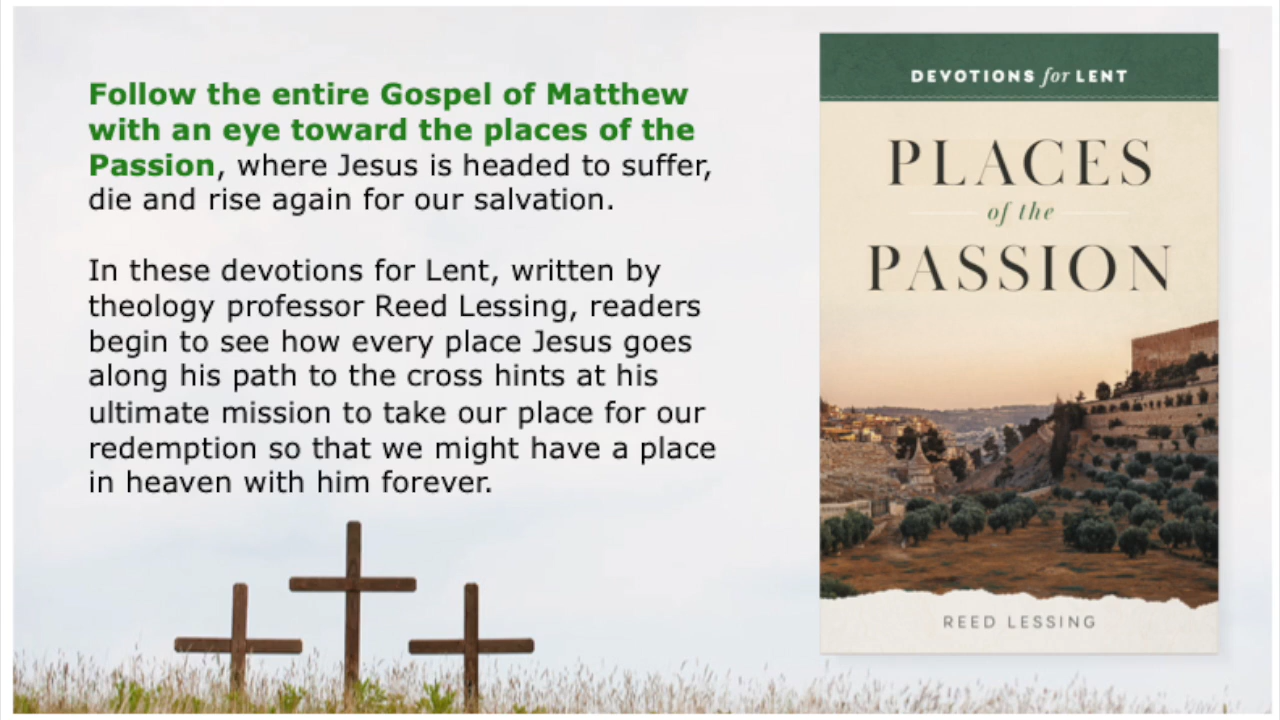 Follow the entire Gospel of Matthew
with an eye toward the places of the
Passion, where Jesus is headed to suffer,
die and rise again for our salvation.
In these devotions for Lent, written by
theology professor Reed Lessing, readers
begin to see how every place Jesus goes
along his path to the cross hints at his
ultimate mission to take our place for our
redemption so that we might have a place
in heaven with him forever.
DEVOTIONS for LENT
PLACES
of the
PASSION
REED LESSING